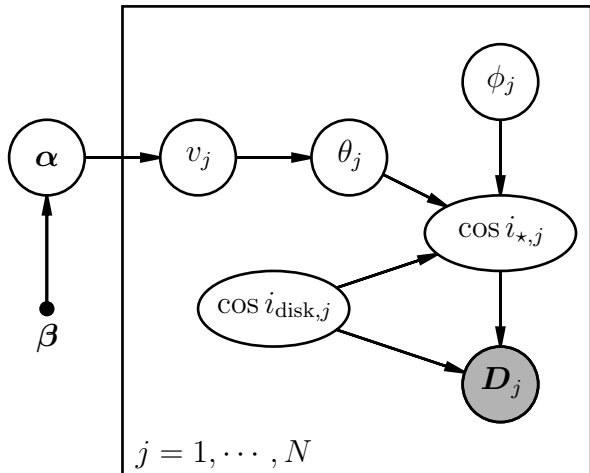 ϕ_j
α
v_j
θ_j
cos i_{⋆,j}
cos i_{disk,j}
β
D_j
j = 1, ⋯ , N